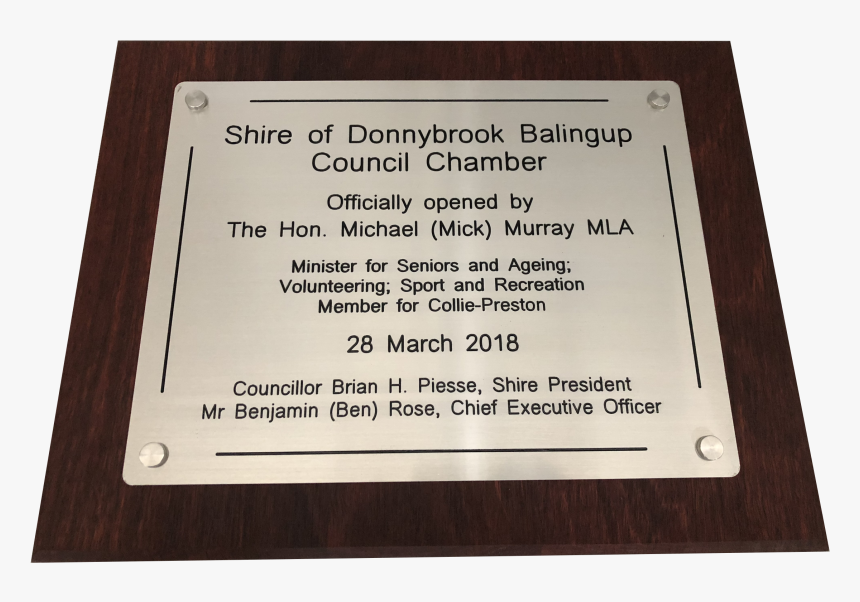 Shire of Donnybrook Balingup
Council Chamber
Officially opened by
The Hon. Michael (Mick) Murray MLA
Minister for Seniors and Ageing;
Volunteering; Sport and Recreation
Member for Collie-Preston
28 March 2018
Councillor Brian H. Piesse, Shire President
Mr Benjamin (Ben) Rose, Chief Executive Officer